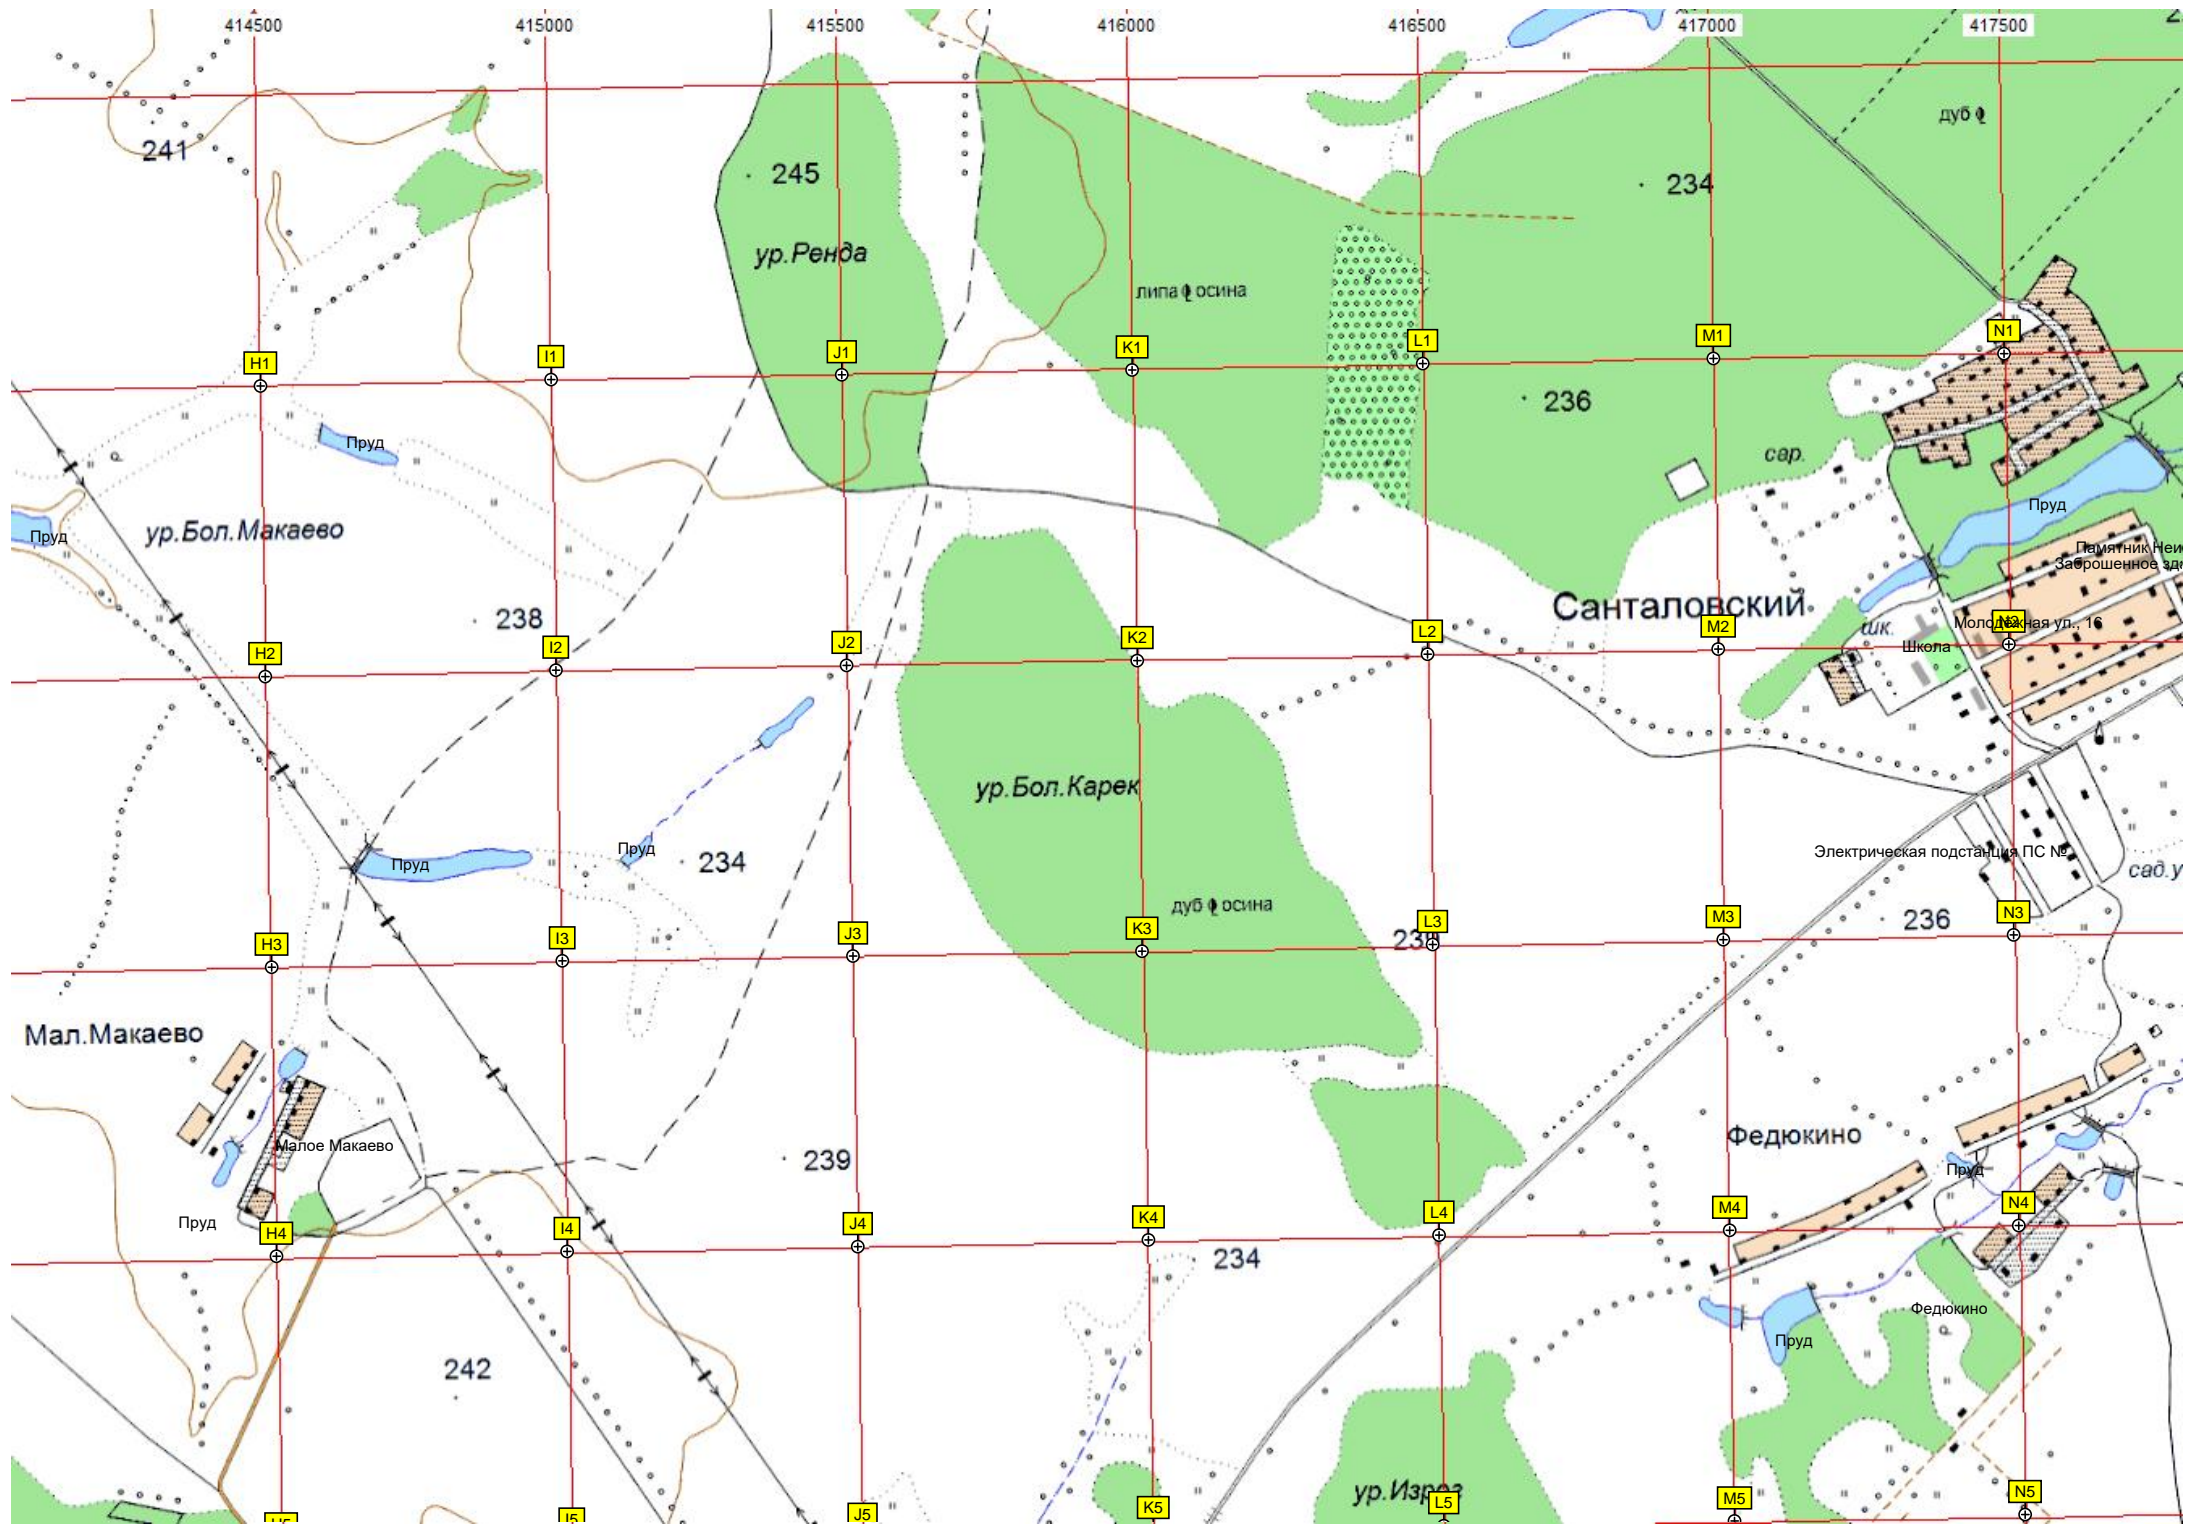 414500 415000 415500 416000 416500 417000 417500
дуб
241
245
234
ур.Ренда
липа осина
H1 I1 J1 K1 L1 M1 N1
236
Пруд
сар.
Пруд
Пруд
ур.Бол.Макаево
Памятник
Заброшенное
238
Санталовский
Молодежная ул., 16
шк.
Школа
H2 I2 J2 K2 L2 M2 N2
ур.Бол.Карек
Пруд
Пруд
234
Электрическая подстанция ПС №
сад.у
дуб осина
236
H3 I3 J3 K3 L3 M3 N3
Мал.Макаево
Малое Макаево
239
Федюкино
Пруд
Пруд
H4 I4 J4 K4 L4 M4 N4
234
Федюкино
Пруд
242
I5 J5 K5 L5 M5 N5